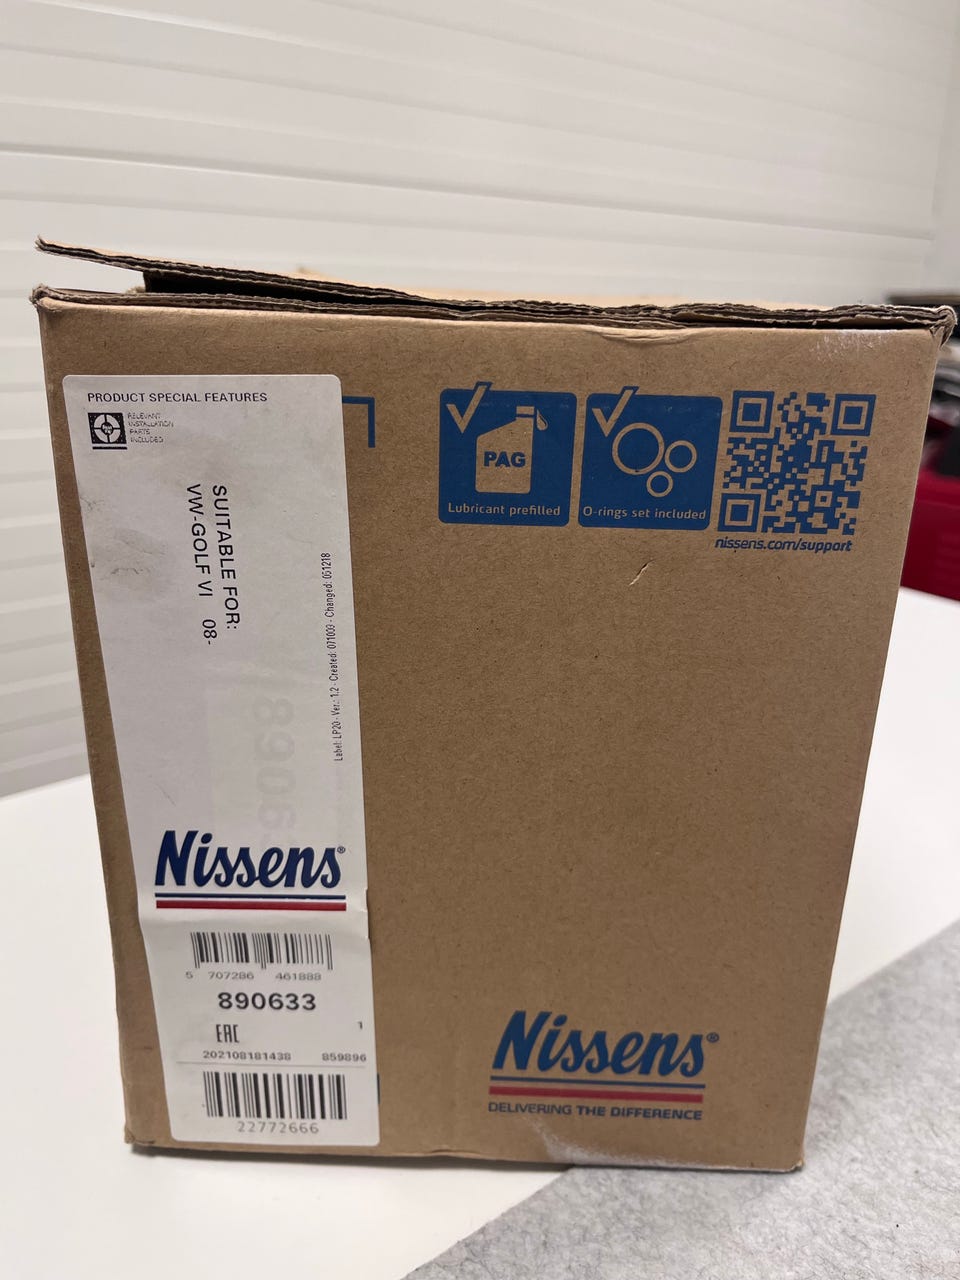 PRODUCT SPECIAL FEATURES
RELEVANT
INSTALLATION
PARTS
INCLUDED
SUITABLE FOR:
VW-GOLF VI 08-
Label: LP20 - Ver.: 1.2 - Created: 071003 - Changed: 051218
Nissens®
5 707286 461888
890633
EAC
1
202108181438 859896
22772666
PAG
Lubricant prefilled
O-rings set included
nissens.com/support
Nissens®
DELIVERING THE DIFFERENCE